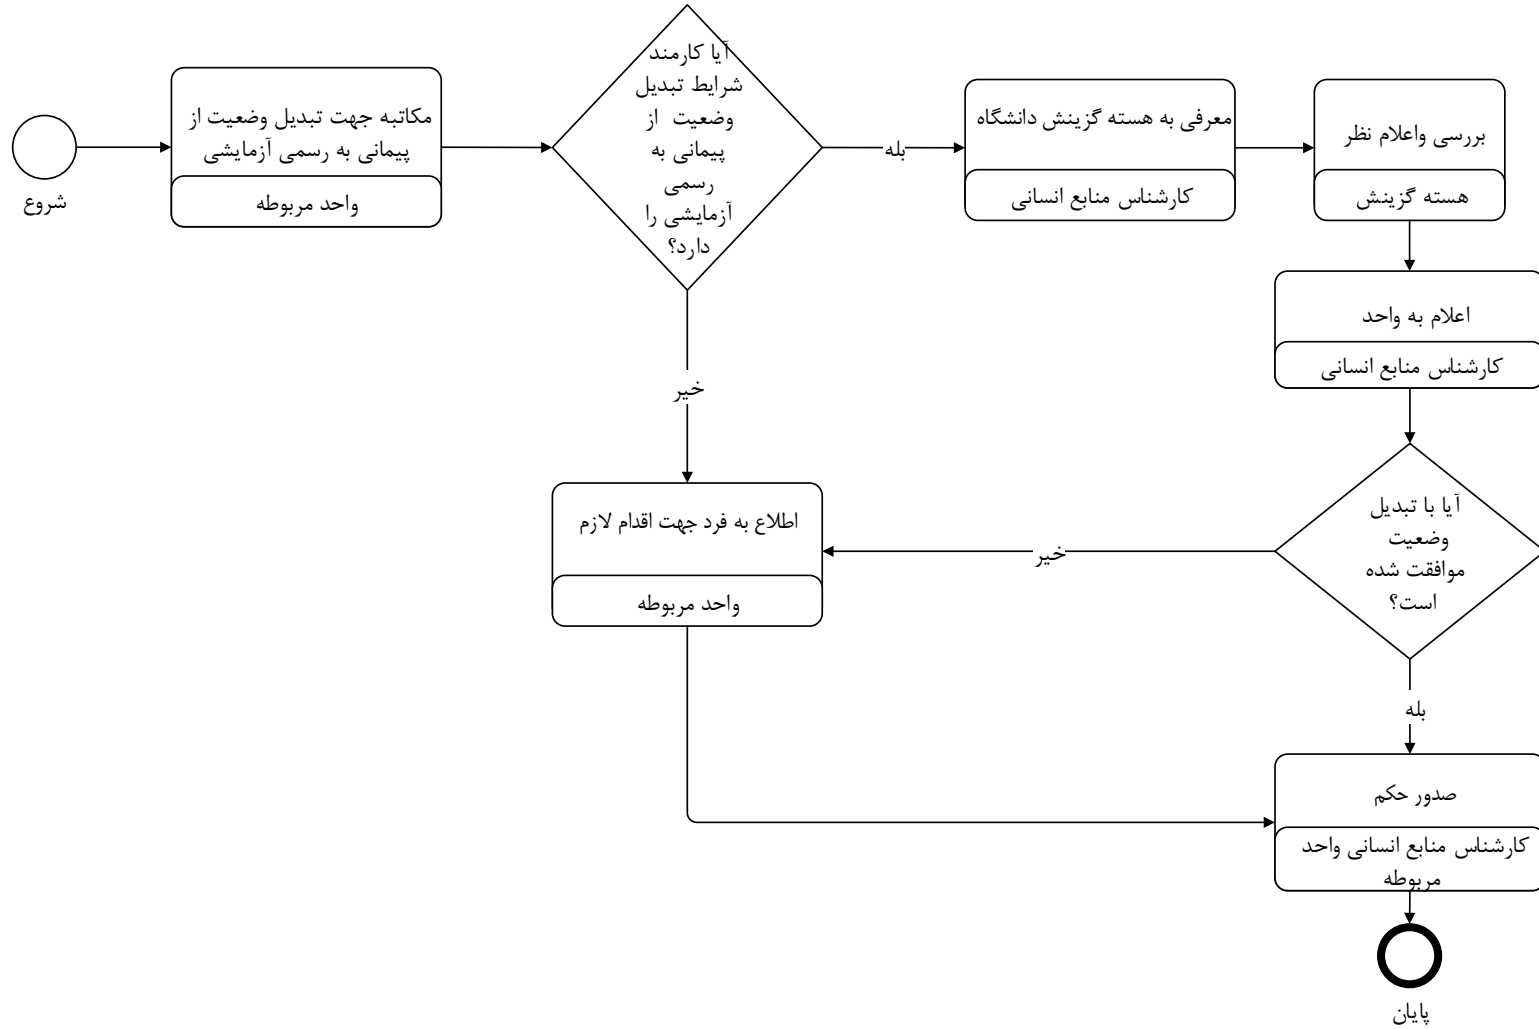 شروع
مکاتبه جهت تبدیل وضعیت از
پیمانی به رسمی آزمایشی
واحد مربوطه
آیا کارمند
شرایط تبدیل
وضعیت از
پیمانی به
رسمی
آزمایشی را
دارد؟
بله
معرفی به هسته گزینش دانشگاه
کارشناس منابع انسانی
بررسی واعلام نظر
هسته گزینش
اعلام به واحد
کارشناس منابع انسانی
خیر
اطلاع به فرد جهت اقدام لازم
واحد مربوطه
آیا با تبدیل
وضعیت
موافقت شده
است؟
خیر
بله
صدور حکم
کارشناس منابع انسانی واحد
مربوطه
پایان